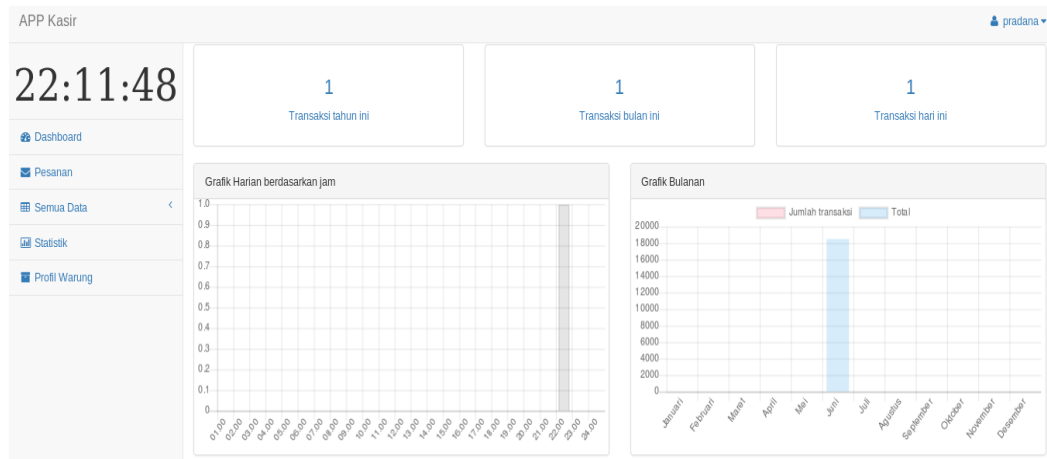 APP Kasir
pradana
22:11:48
Dashboard
Pesanan
Semua Data
Statistik
Profil Warung
1
Transaksi tahun ini
1
Transaksi bulan ini
1
Transaksi hari ini
Grafik Harian berdasarkan jam
1.0
0.9
0.8
0.7
0.6
0.5
0.4
0.3
0.2
0.1
0
01.00 02.00 03.00 04.00 05.00 06.00 07.00 08.00 09.00 10.00 11.00 12.00 13.00 14.00 15.00 16.00 17.00 18.00 19.00 20.00 21.00 22.00 23.00 24.00
Grafik Bulanan
Jumlah transaksi Total
20000
18000
16000
14000
12000
10000
8000
6000
4000
2000
0
Januari Februari Maret April Mei Juni Juli Agustus September Oktober November Desember